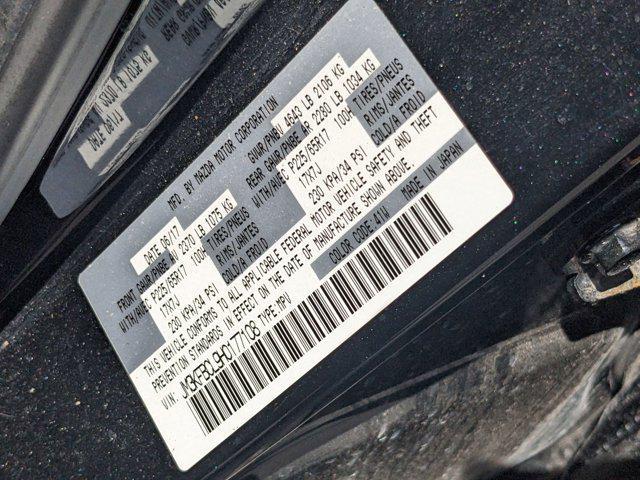 MFD. BY MAZDA MOTOR CORPORATION
DATE 06/17 GWR/PNBV 4643 LB 2106 KG
FRONT GAWR/PNBE AV 2370 LB 1075 KG REAR GAWR/PNBE AR 2280 LB 1034 KG
WITH/AVEC P225/65R17 100H TIRES/PNEUS WITH/AVEC P225/65R17 100H TIRES/PNEUS
17X7J RIMS/JANTES 17X7J RIMS/JANTES
230 KPA/34 PSI COLD/A FROID 230 KPA/34 PSI COLD/A FROID
THIS VEHICLE CONFORMS TO ALL APPLICABLE FEDERAL MOTOR VEHICLE SAFETY AND THEFT
PREVENTION STANDARDS IN EFFECT ON THE DATE OF MANUFACTURE SHOWN ABOVE.
VIN: TYPE:MPV COLOR CODE:41W MADE IN JAPAN